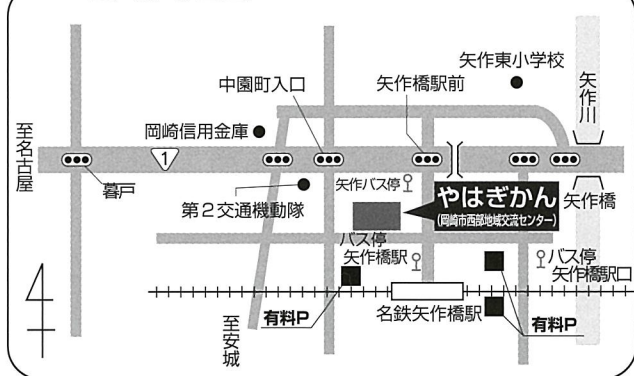 矢作東小学校
中園町入口
矢作橋駅前
矢作川
岡崎信用金庫
至名古屋
1
暮戸
第2交通機動隊
矢作バス停
やはぎかん
(岡崎市西部地域交流センター)
矢作橋
バス停
矢作橋駅
バス停
矢作橋駅口
有料P
名鉄矢作橋駅
有料P
至安城